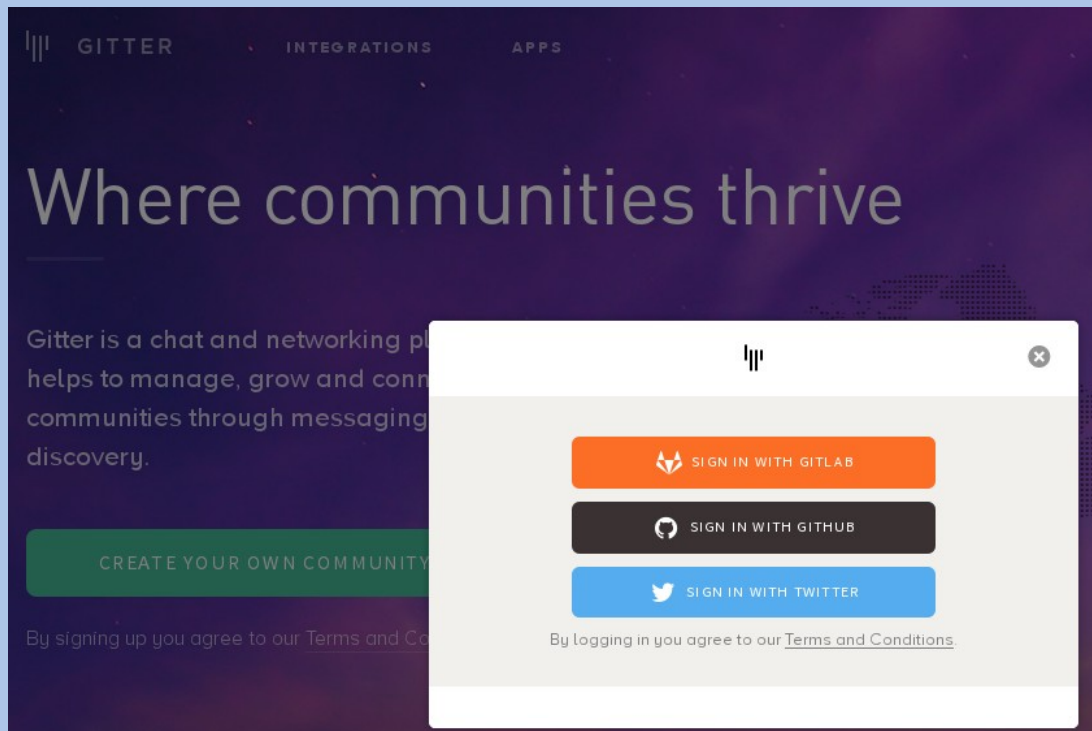 GITTER INTEGRATIONS APPS
Where communities thrive
Gitter is a chat and networking pl
helps to manage, grow and conn
communities through messaging
discovery.
CREATE YOUR OWN COMMUNITY
By signing up you agree to our Terms and Co
SIGN IN WITH GITLAB
SIGN IN WITH GITHUB
SIGN IN WITH TWITTER
By logging in you agree to our Terms and Conditions.